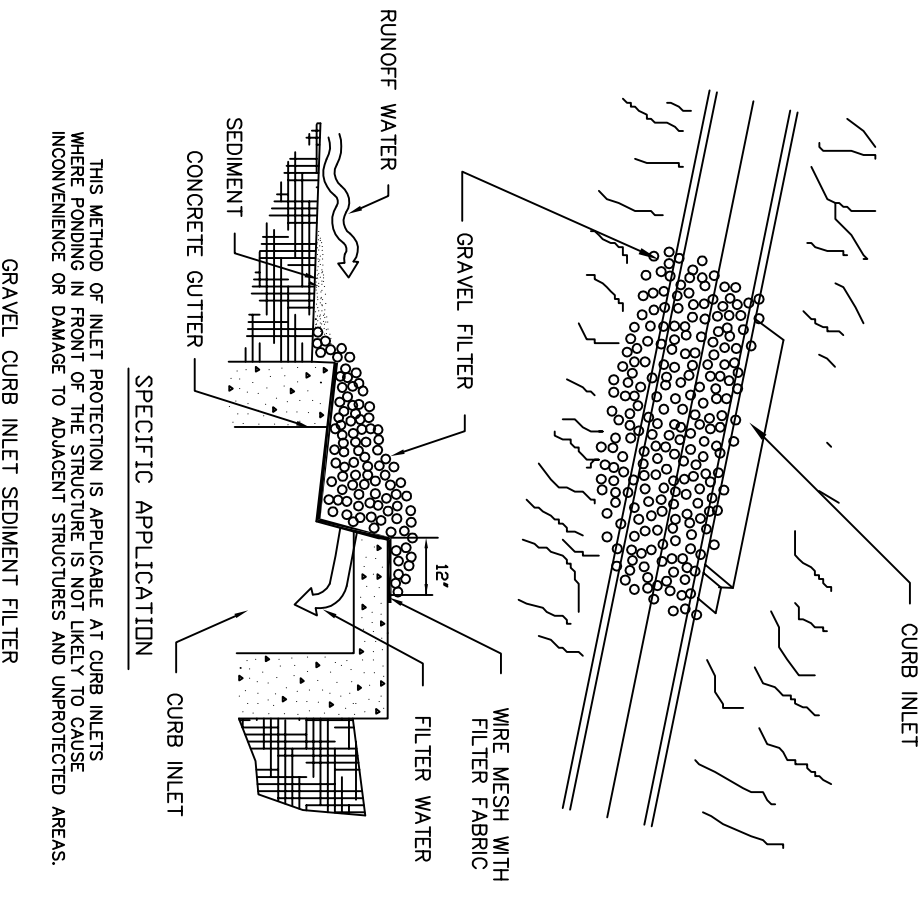 CURB INLET
GRAVEL FILTER
RUNOFF WATER
SEDIMENT
CONCRETE GUTTER
12"
WIRE MESH WITH
FILTER FABRIC
FILTER WATER
CURB INLET
SPECIFIC APPLICATION
THIS METHOD OF INLET PROTECTION IS APPLICABLE AT CURB INLETS
WHERE PONDING IN FRONT OF THE STRUCTURE IS NOT LIKELY TO CAUSE
INCONVENIENCE OR DAMAGE TO ADJACENT STRUCTURES AND UNPROTECTED AREAS.
GRAVEL CURB INLET SEDIMENT FILTER